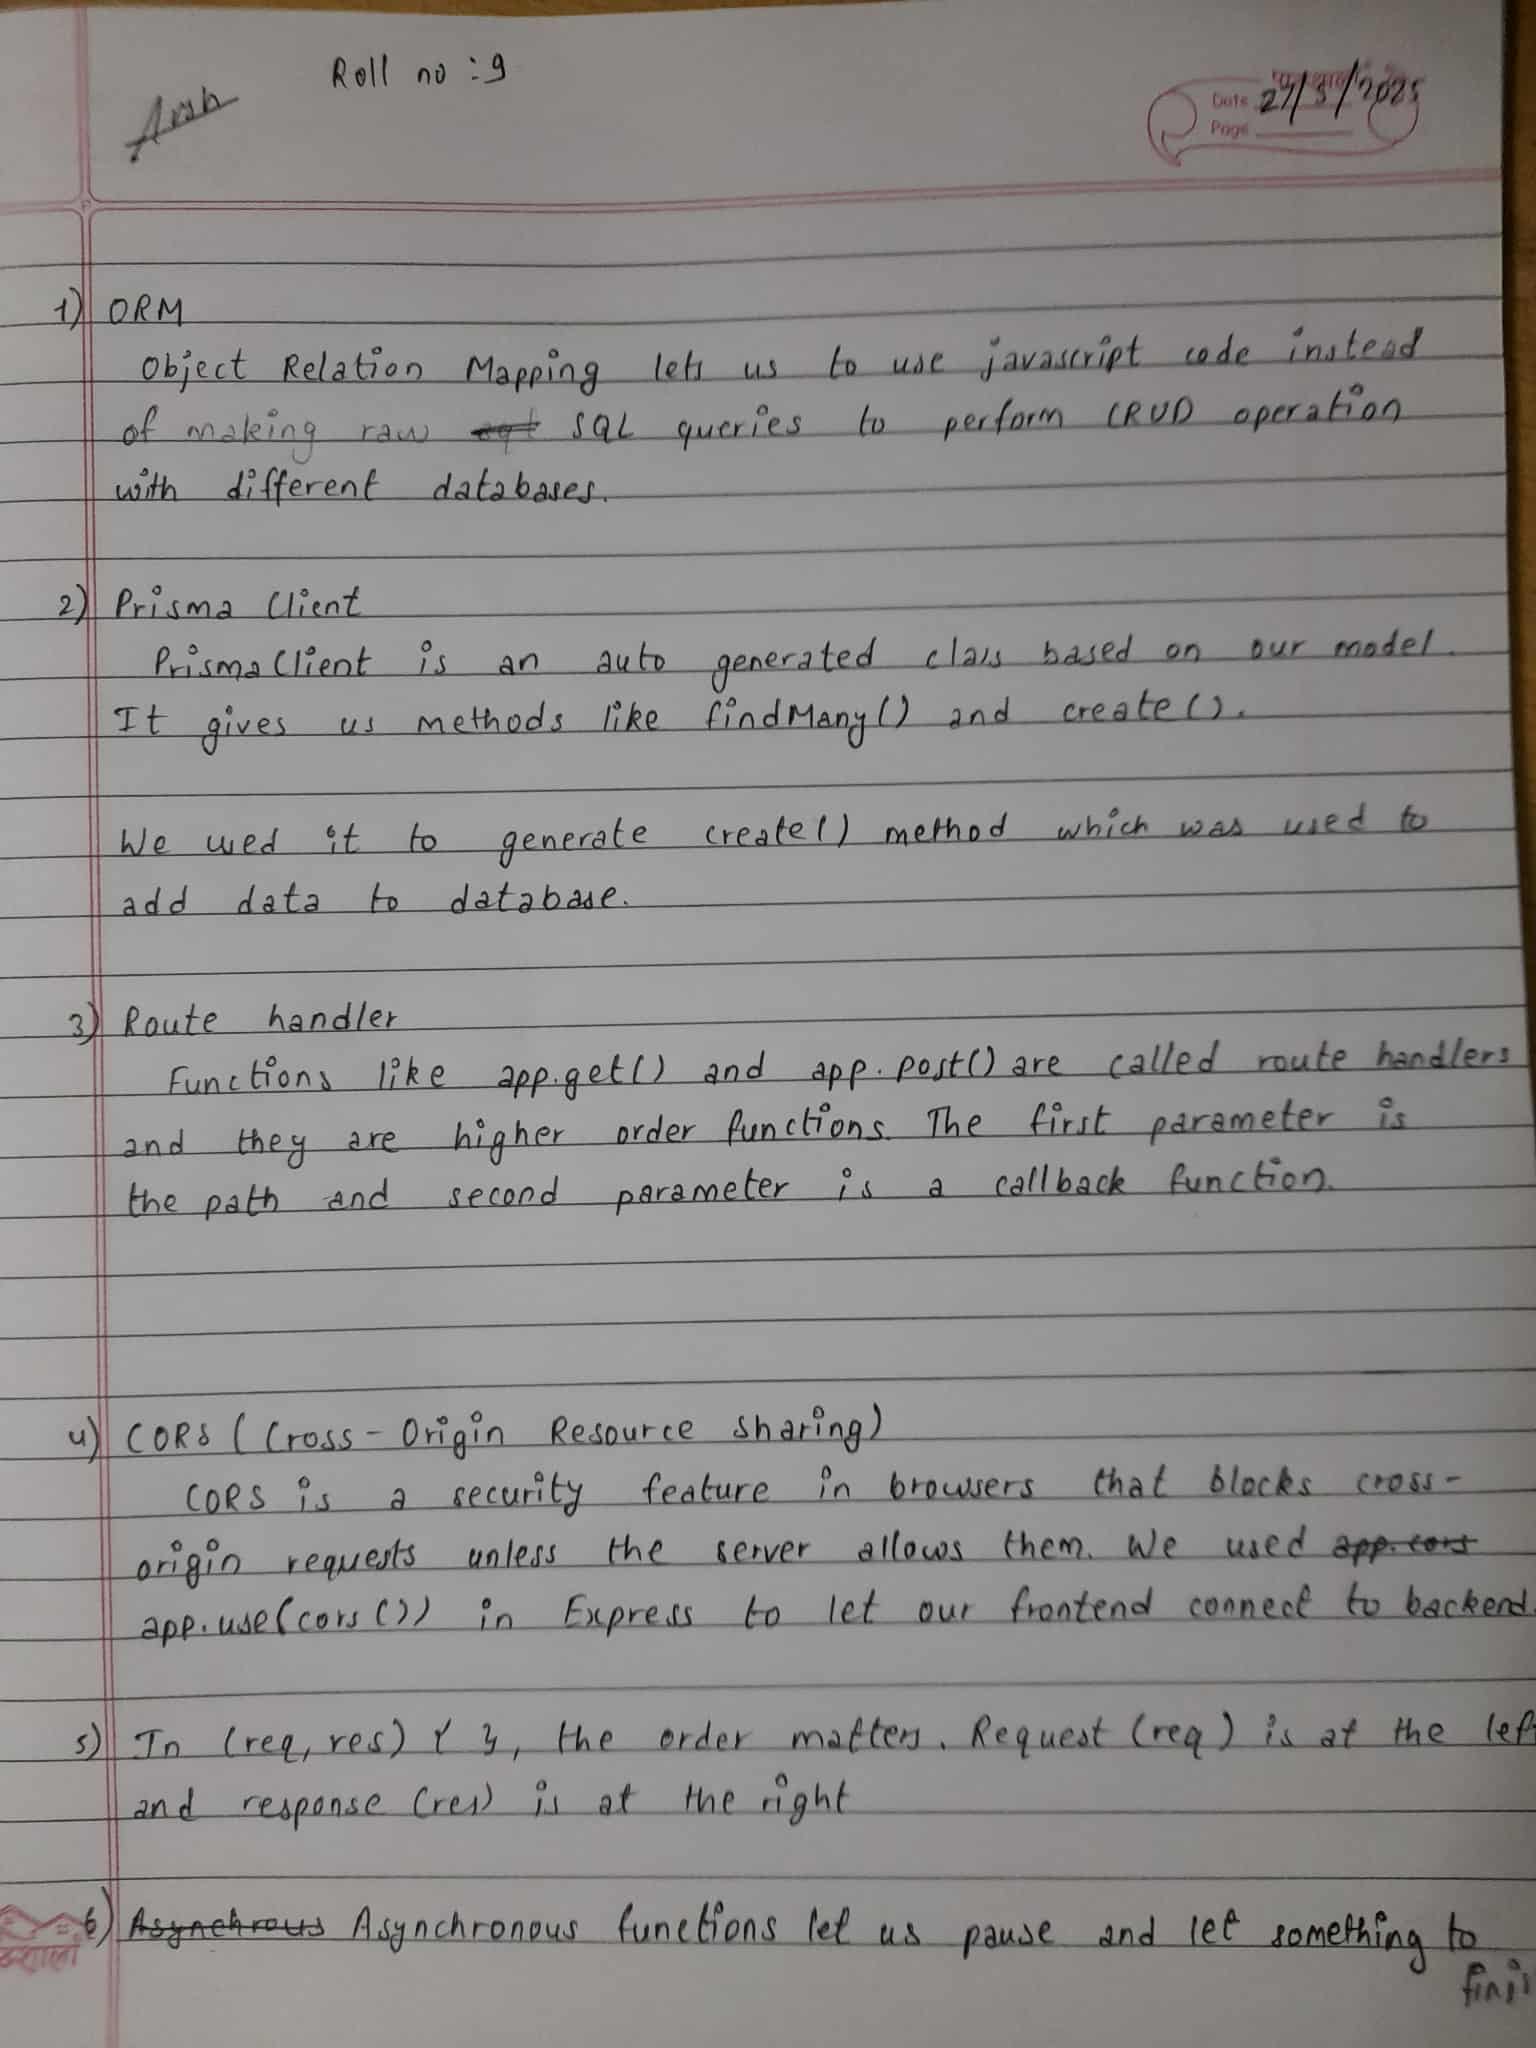 Roll no : 9
Arsh
Date 29/5/2025
Page
1) ORM
Object Relation Mapping lets us to use javascript code instead
of making raw SQL queries to perform CRUD operation
with different databases.
2) Prisma Client
PrismaClient is an auto generated class based on our model.
It gives us methods like findMany() and create().
We used it to generate create() method which was used to
add data to database.
3) Route handler
Functions like app.get() and app.post() are called route handlers
and they are higher order functions. The first parameter is
the path and second parameter is a callback function.
4) CORS (Cross-Origin Resource Sharing)
CORS is a security feature in browsers that blocks cross-
origin requests unless the server allows them. We used app.cors
app.use(cors()) in Express to let our frontend connect to backend.
5) In (req, res) { }, the order matters. Request (req) is at the lef
and response (res) is at the right
6) Asynchrous Asynchronous functions let us pause and let something to
finis